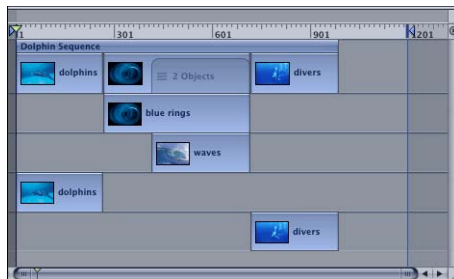 1 301 601 901 1201
Dolphin Sequence
dolphins 2 Objects divers
blue rings
waves
dolphins
divers